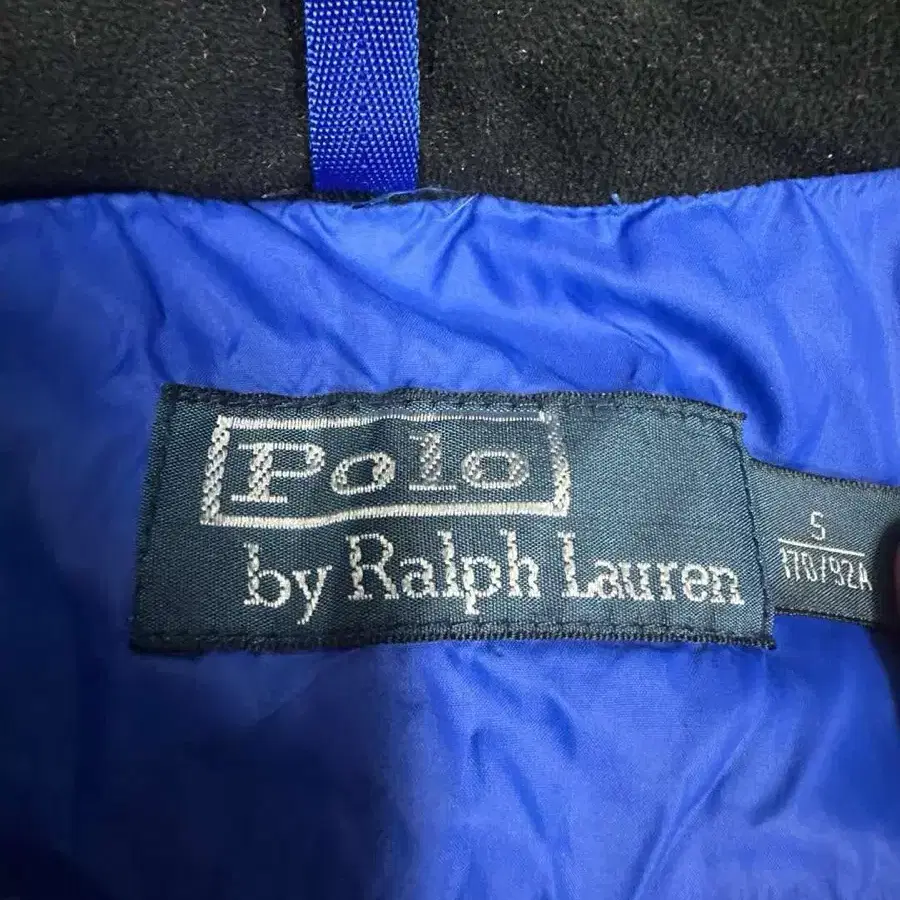 Polo
by Ralph Lauren
S
170/92A